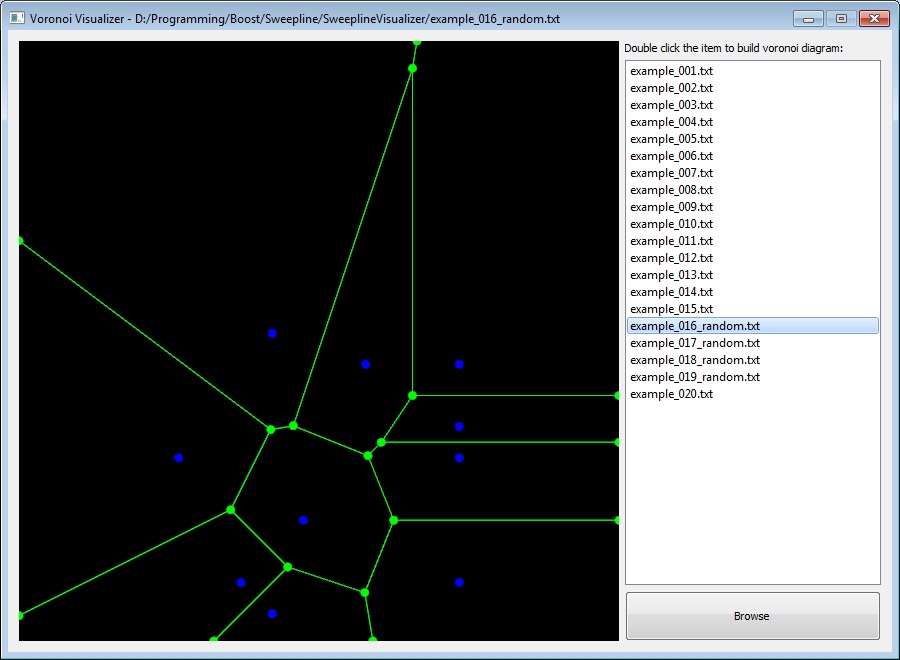 Voronoi Visualizer - D:/Programming/Boost/Sweepline/SweeplineVisualizer/example_016_random.txt
Double click the item to build voronoi diagram:
example_001.txt
example_002.txt
example_003.txt
example_004.txt
example_005.txt
example_006.txt
example_007.txt
example_008.txt
example_009.txt
example_010.txt
example_011.txt
example_012.txt
example_013.txt
example_014.txt
example_015.txt
example_016_random.txt
example_017_random.txt
example_018_random.txt
example_019_random.txt
example_020.txt
Browse